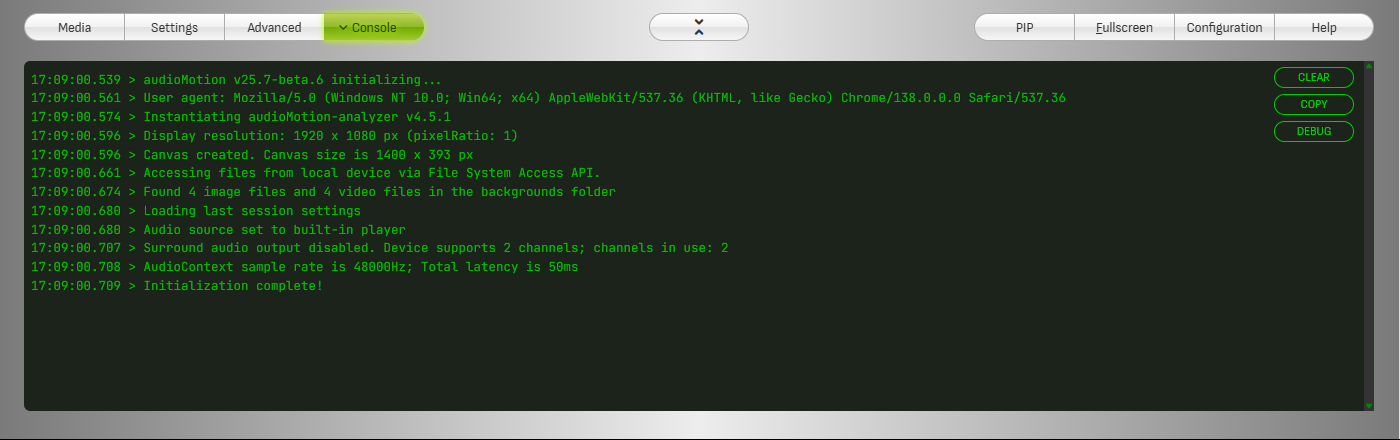 Media
Settings
Advanced
Console
PIP
Fullscreen
Configuration
Help
17:09:00.539 > audioMotion v25.7-beta.6 initializing...
17:09:00.561 > User agent: Mozilla/5.0 (Windows NT 10.0; Win64; x64) AppleWebKit/537.36 (KHTML, like Gecko) Chrome/138.0.0.0 Safari/537.36
17:09:00.574 > Instantiating audioMotion-analyzer v4.5.1
17:09:00.596 > Display resolution: 1920 x 1080 px (pixelRatio: 1)
17:09:00.596 > Canvas created. Canvas size is 1400 x 393 px
17:09:00.661 > Accessing files from local device via File System Access API.
17:09:00.674 > Found 4 image files and 4 video files in the backgrounds folder
17:09:00.680 > Loading last session settings
17:09:00.680 > Audio source set to built-in player
17:09:00.707 > Surround audio output disabled. Device supports 2 channels; channels in use: 2
17:09:00.708 > AudioContext sample rate is 48000Hz; Total latency is 50ms
17:09:00.709 > Initialization complete!
CLEAR
COPY
DEBUG